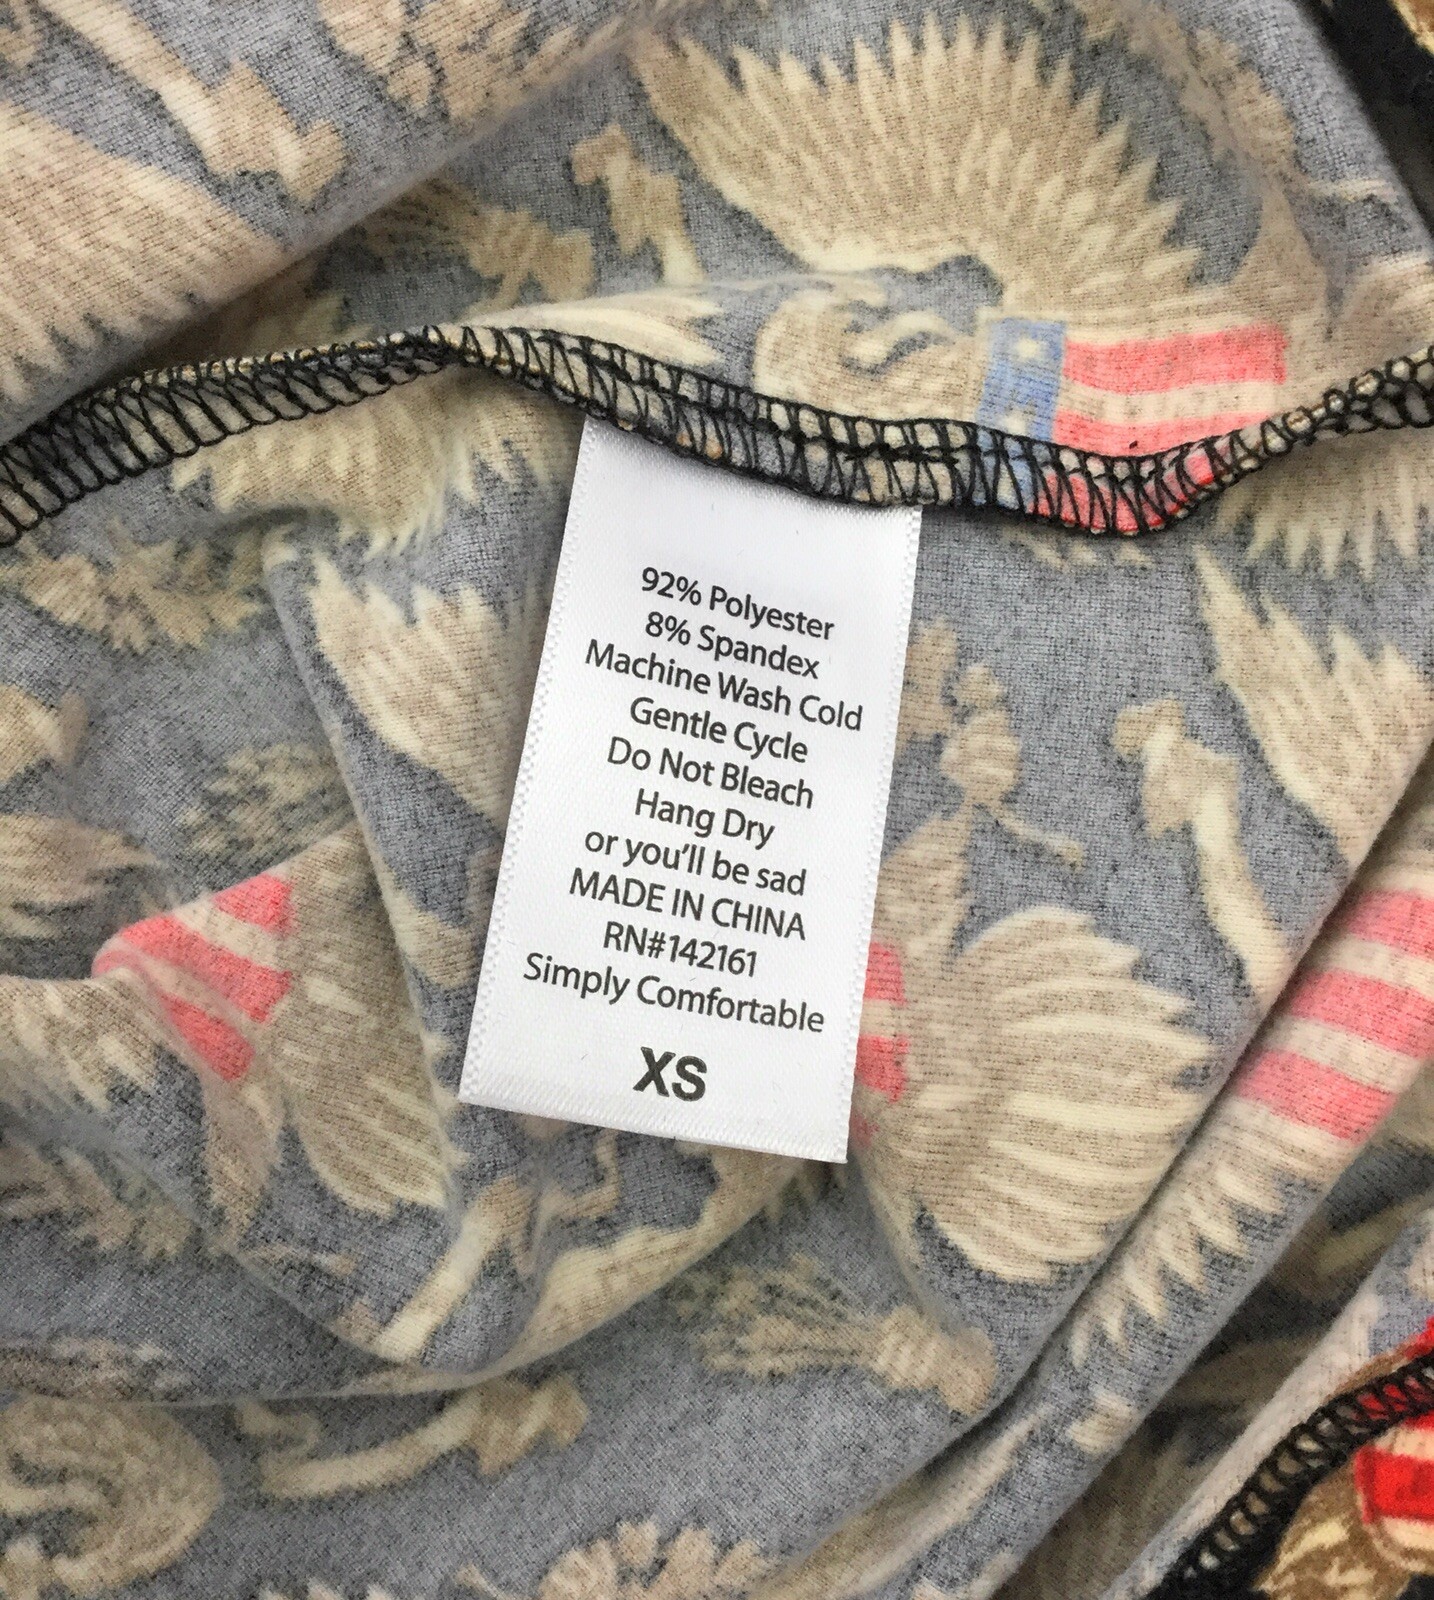 92% Polyester
8% Spandex
Machine Wash Cold
Gentle Cycle
Do Not Bleach
Hang Dry
or you'll be sad
MADE IN CHINA
RN#142161
Simply Comfortable
XS